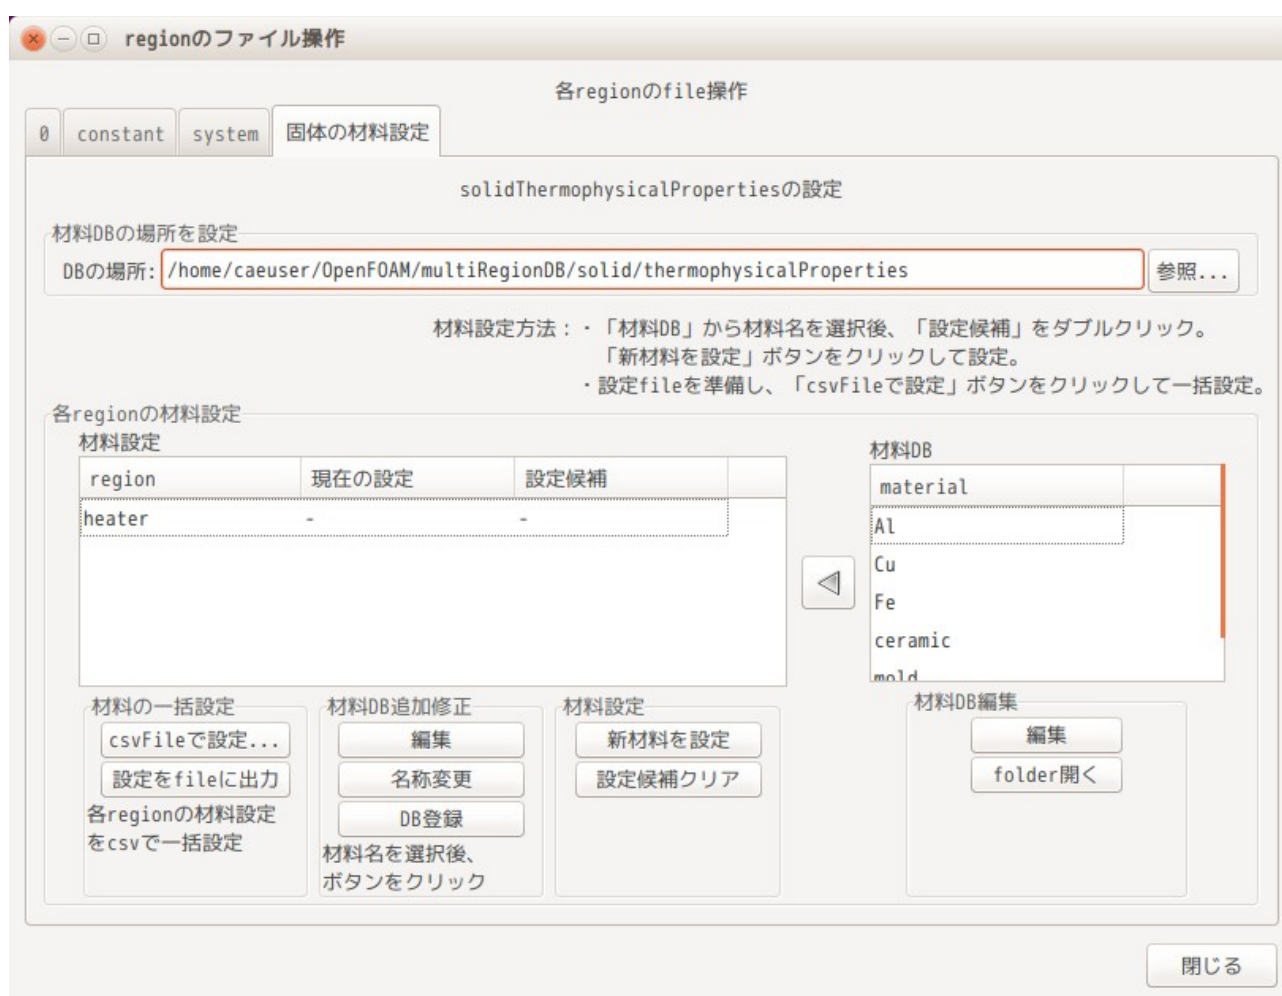 regionのファイル操作
各regionのfile操作
0 constant system 固体の材料設定
solidThermophysicalPropertiesの設定
材料DBの場所を設定
DBの場所: /home/caeuser/OpenFOAM/multiRegionDB/solid/thermophysicalProperties 参照...
材料設定方法：・「材料DB」から材料名を選択後、「設定候補」をダブルクリック。
「新材料を設定」ボタンをクリックして設定。
・設定fileを準備し、「csvFileで設定」ボタンをクリックして一括設定。
各regionの材料設定
材料設定
region 現在の設定 設定候補
heater - -
材料DB
material
Al
Cu
Fe
ceramic
mold
材料の一括設定
csvFileで設定...
設定をfileに出力
各regionの材料設定
をcsvで一括設定
材料DB追加修正
編集
名称変更
DB登録
材料名を選択後、
ボタンをクリック
材料設定
新材料を設定
設定候補クリア
材料DB編集
編集
folder開く
閉じる